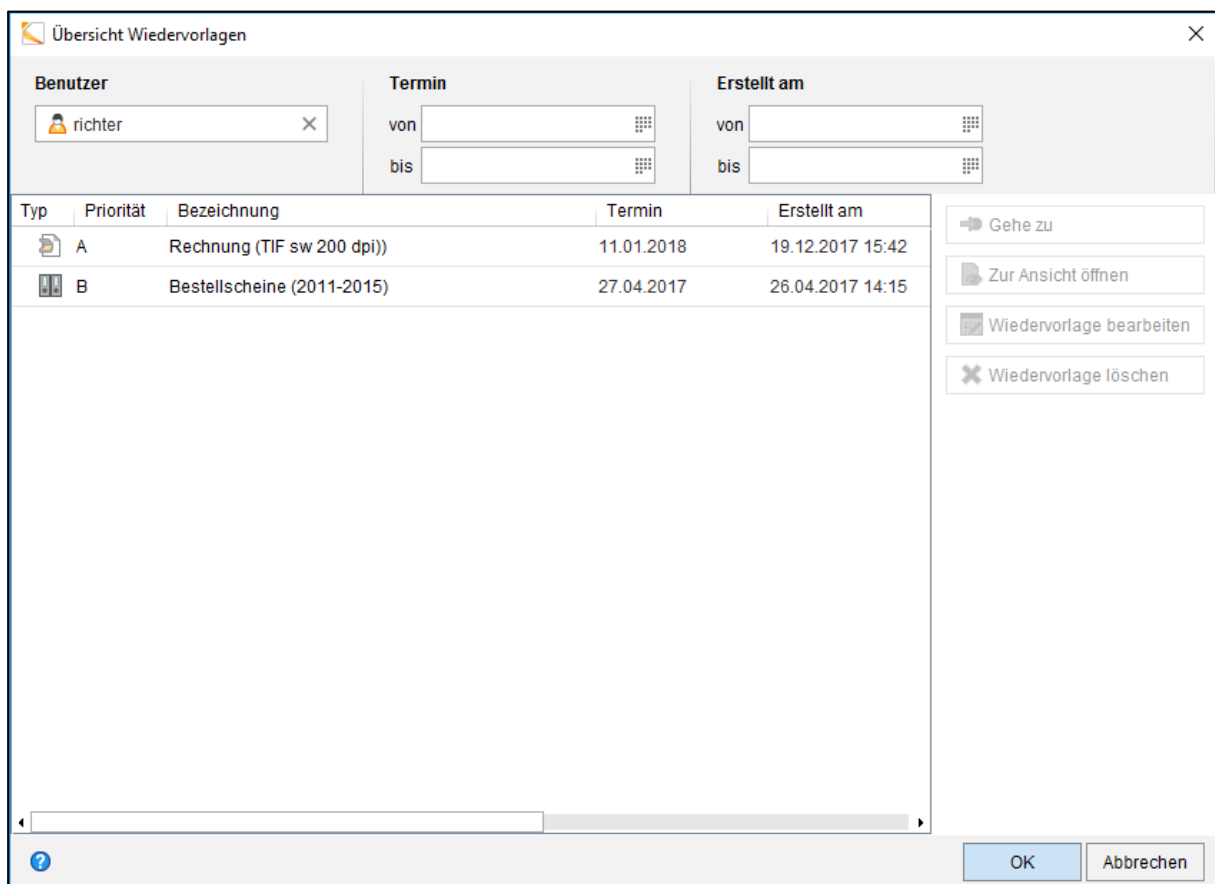 Übersicht Wiedervorlagen
Benutzer
Termin
Erstellt am
richter
von
von
bis
bis
Typ Priorität Bezeichnung Termin Erstellt am
A Rechnung (TIF sw 200 dpi)) 11.01.2018 19.12.2017 15:42
B Bestellscheine (2011-2015) 27.04.2017 26.04.2017 14:15
Gehe zu
Zur Ansicht öffnen
Wiedervorlage bearbeiten
Wiedervorlage löschen
?
OK
Abbrechen